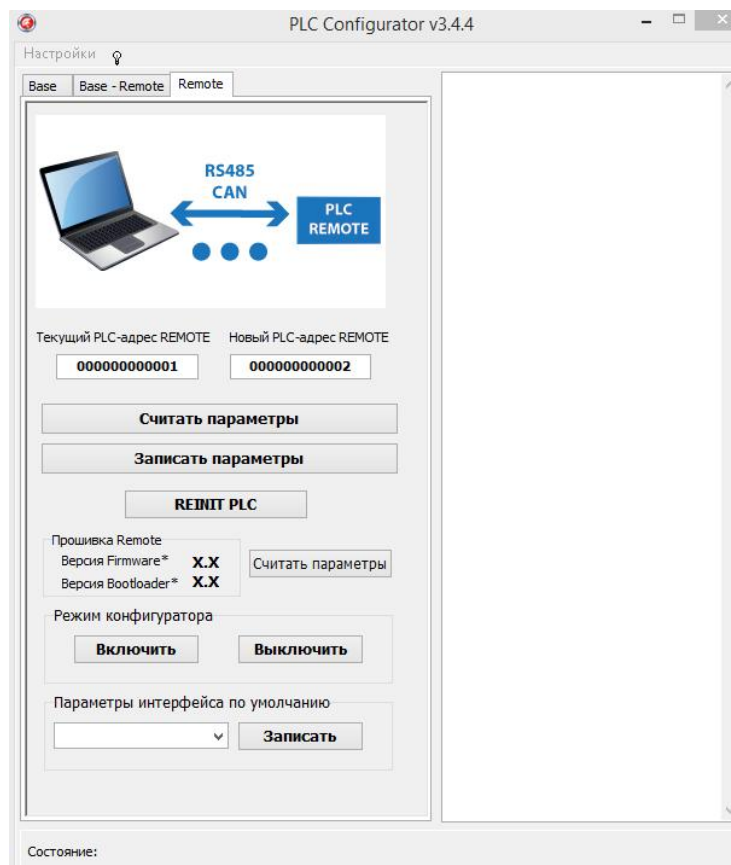 PLC Configurator v3.4.4
Настройки
Base Base - Remote Remote
RS485
CAN
PLC
REMOTE
Текущий PLC-адрес REMOTE Новый PLC-адрес REMOTE
000000000001 000000000002
Считать параметры
Записать параметры
REINIT PLC
Прошивка Remote
Версия Firmware* X.X
Считать параметры
Версия Bootloader* X.X
Режим конфигуратора
Включить Выключить
Параметры интерфейса по умолчанию
Записать
Состояние: